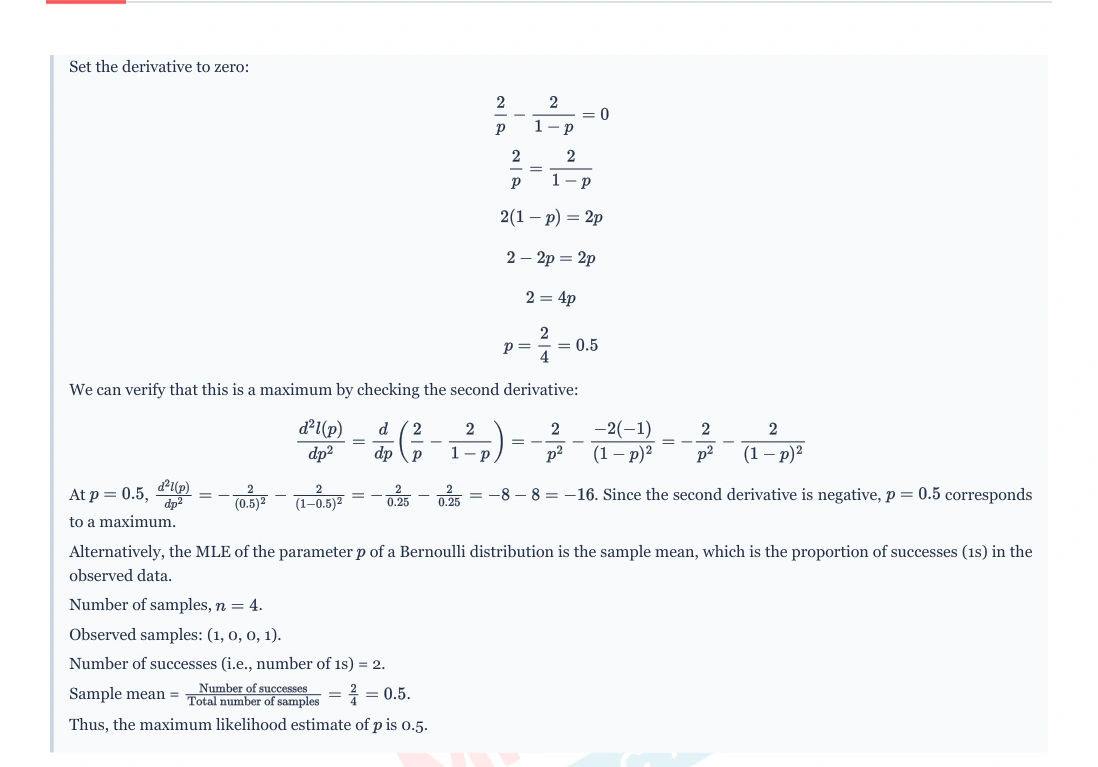 Set the derivative to zero:
2/p − 2/(1 − p) = 0
2/p = 2/(1 − p)
2(1 − p) = 2p
2 − 2p = 2p
2 = 4p
p = 2/4 = 0.5
We can verify that this is a maximum by checking the second derivative:
d²l(p)/dp² = d/dp (2/p − 2/(1 − p)) = −2/p² − −2(−1)/(1 − p)² = −2/p² − 2/(1 − p)²
At p = 0.5, d²l(p)/dp² = −2/(0.5)² − 2/(1−0.5)² = −2/0.25 − 2/0.25 = −8 − 8 = −16. Since the second derivative is negative, p = 0.5 corresponds
to a maximum.
Alternatively, the MLE of the parameter p of a Bernoulli distribution is the sample mean, which is the proportion of successes (1s) in the
observed data.
Number of samples, n = 4.
Observed samples: (1, 0, 0, 1).
Number of successes (i.e., number of 1s) = 2.
Sample mean = Number of successes/Total number of samples = 2/4 = 0.5.
Thus, the maximum likelihood estimate of p is 0.5.